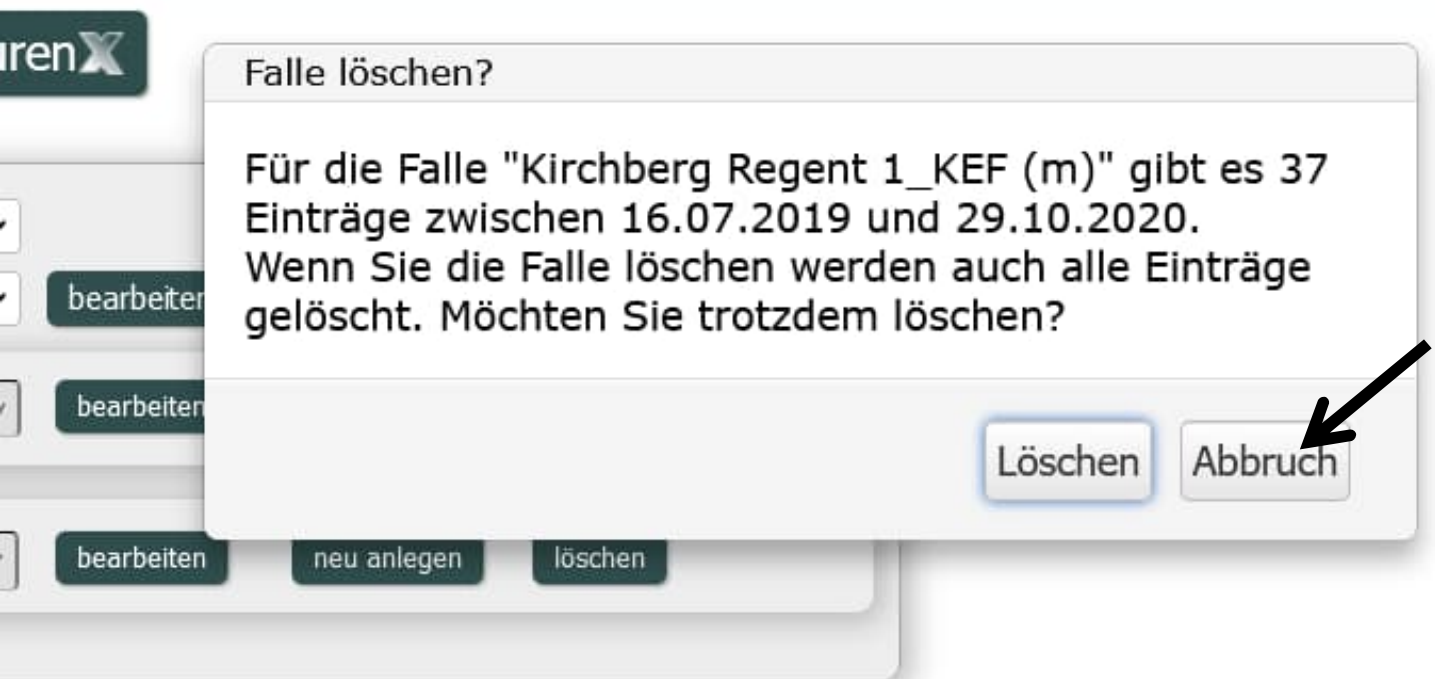 Falle löschen?
Für die Falle "Kirchberg Regent 1_KEF (m)" gibt es 37
Einträge zwischen 16.07.2019 und 29.10.2020.
Wenn Sie die Falle löschen werden auch alle Einträge
gelöscht. Möchten Sie trotzdem löschen?
Löschen Abbruch
bearbeiten
bearbeiten neu anlegen löschen